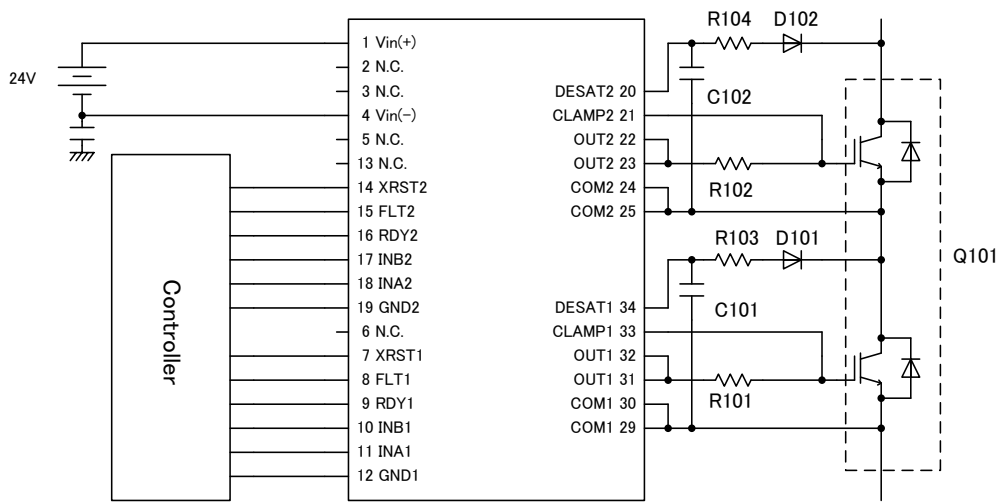 24V
Controller
1 Vin(+)
2 N.C.
3 N.C.
4 Vin(-)
5 N.C.
13 N.C.
14 XRST2
15 FLT2
16 RDY2
17 INB2
18 INA2
19 GND2
6 N.C.
7 XRST1
8 FLT1
9 RDY1
10 INB1
11 INA1
12 GND1
DESAT2 20
CLAMP2 21
OUT2 22
OUT2 23
COM2 24
COM2 25
DESAT1 34
CLAMP1 33
OUT1 32
OUT1 31
COM1 30
COM1 29
R104
D102
C102
R102
R103
D101
C101
R101
Q101